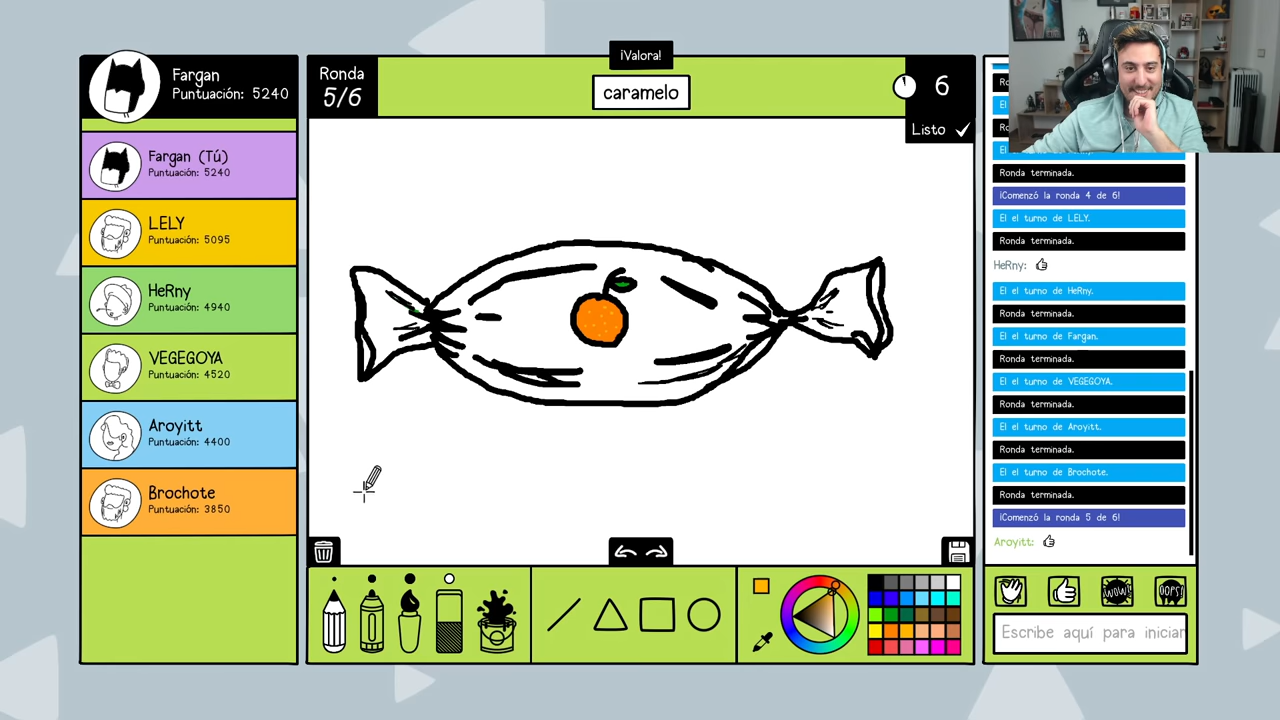 Fargan
Puntuación: 5240
Fargan (Tú)
Puntuación: 5240
LELY
Puntuación: 5095
HeRny
Puntuación: 4940
VEGEGOYA
Puntuación: 4520
Aroyitt
Puntuación: 4400
Brochote
Puntuación: 3850
Ronda
5/6
¡Valora!
caramelo
6
Listo
Ronda terminada.
¡Comenzó la ronda 4 de 6!
El el turno de LELY.
Ronda terminada.
HeRny:
El el turno de HeRny.
Ronda terminada.
El el turno de Fargan.
Ronda terminada.
El el turno de VEGEGOYA.
Ronda terminada.
El el turno de Aroyitt.
Ronda terminada.
El el turno de Brochote.
Ronda terminada.
¡Comenzó la ronda 5 de 6!
Aroyitt:
WOW!
OOPS!
Escribe aquí para iniciar